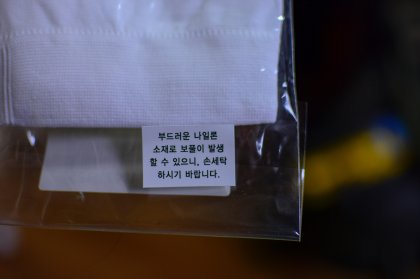 부드러운 나일론
소재로 보풀이 발생
할 수 있으니, 손세탁
하시기 바랍니다.